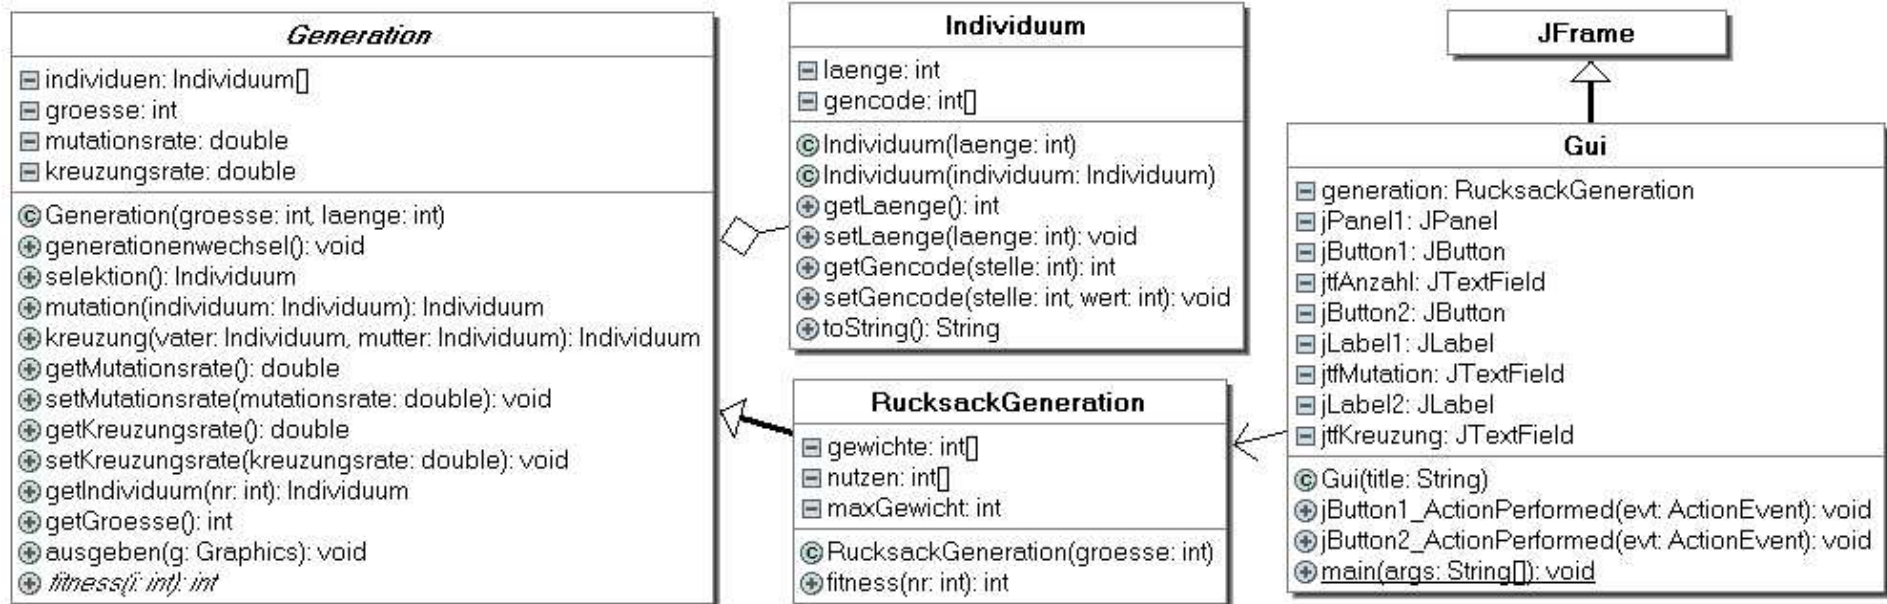 Generation
individuen: Individuum[]
groesse: int
mutationsrate: double
kreuzungsrate: double
Generation(groesse: int, laenge: int)
generationenwechsel(): void
selektion(): Individuum
mutation(individuum: Individuum): Individuum
kreuzung(vater: Individuum, mutter: Individuum): Individuum
getMutationsrate(): double
setMutationsrate(mutationsrate: double): void
getKreuzungsrate(): double
setKreuzungsrate(kreuzungsrate: double): void
getIndividuum(nr: int): Individuum
getGroesse(): int
ausgeben(g: Graphics): void
fitness(i: int): int
Individuum
laenge: int
gencode: int[]
Individuum(laenge: int)
Individuum(individuum: Individuum)
getLaenge(): int
setLaenge(laenge: int): void
getGencode(stelle: int): int
setGencode(stelle: int, wert: int): void
toString(): String
RucksackGeneration
gewichte: int[]
nutzen: int[]
maxGewicht: int
RucksackGeneration(groesse: int)
fitness(nr: int): int
JFrame
Gui
generation: RucksackGeneration
jPanel1: JPanel
jButton1: JButton
jtfAnzahl: JTextField
jButton2: JButton
jLabel1: JLabel
jtfMutation: JTextField
jLabel2: JLabel
jtfKreuzung: JTextField
Gui(title: String)
jButton1_ActionPerformed(evt: ActionEvent): void
jButton2_ActionPerformed(evt: ActionEvent): void
main(args: String[]): void